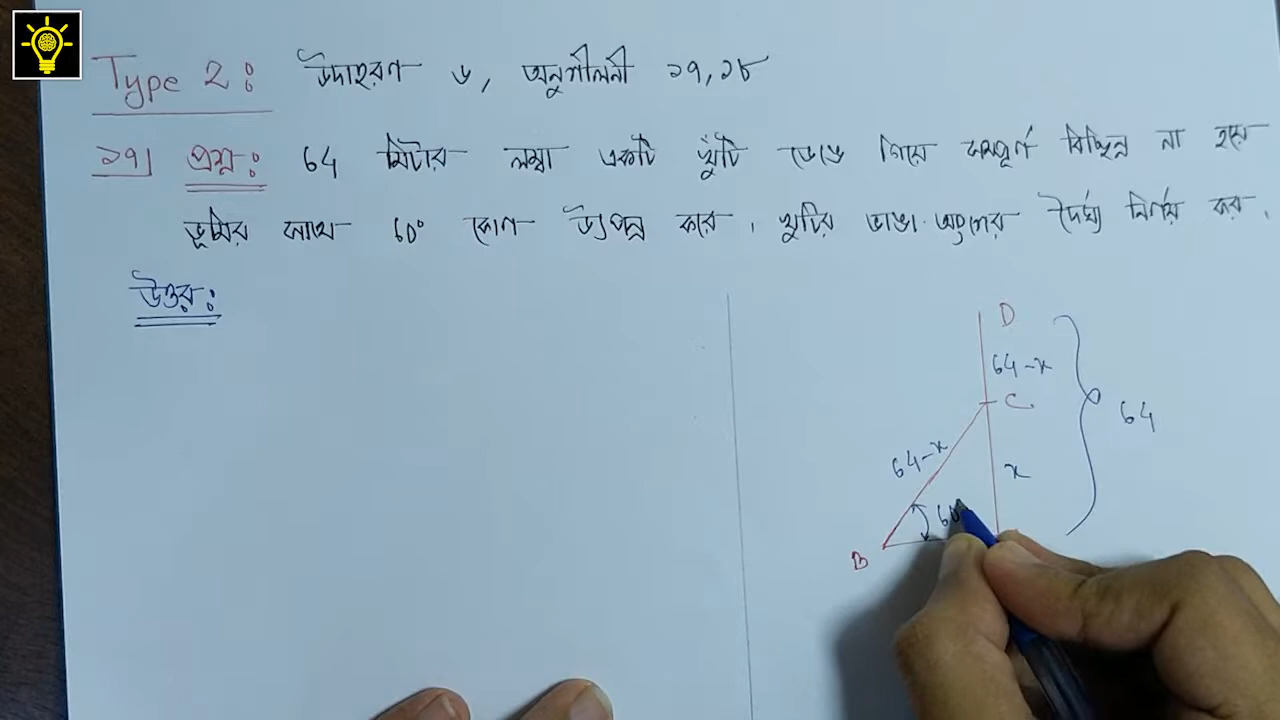 Type 2: উদাহরণ ৬, অনুশীলনী ১৭, ১৮
১৭। প্রশ্ন: 64 মিটার লম্বা একটি খুঁটি ভেঙে গিয়ে সম্পূর্ণ বিচ্ছিন্ন না হয়ে
ভূমির সাথে 60° কোণ উৎপন্ন করে। খুটির ভাঙা অংশের দৈর্ঘ্য নির্ণয় কর।
উত্তর:
D
64-x
C
64
64-x
x
60
B